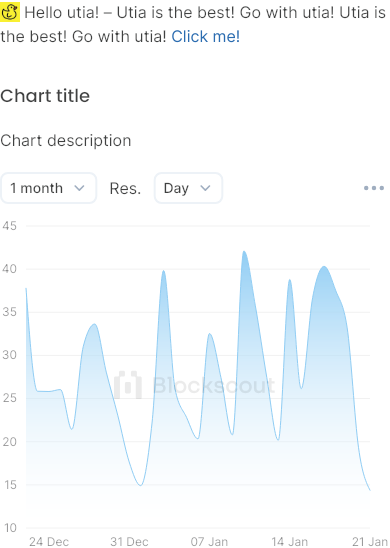 Hello utia! – Utia is the best! Go with utia! Utia is
the best! Go with utia! Click me!
Chart title
Chart description
1 month Res. Day
45
40
35
30
25
20
15
10
Blockscout
24 Dec 31 Dec 07 Jan 14 Jan 21 Jan